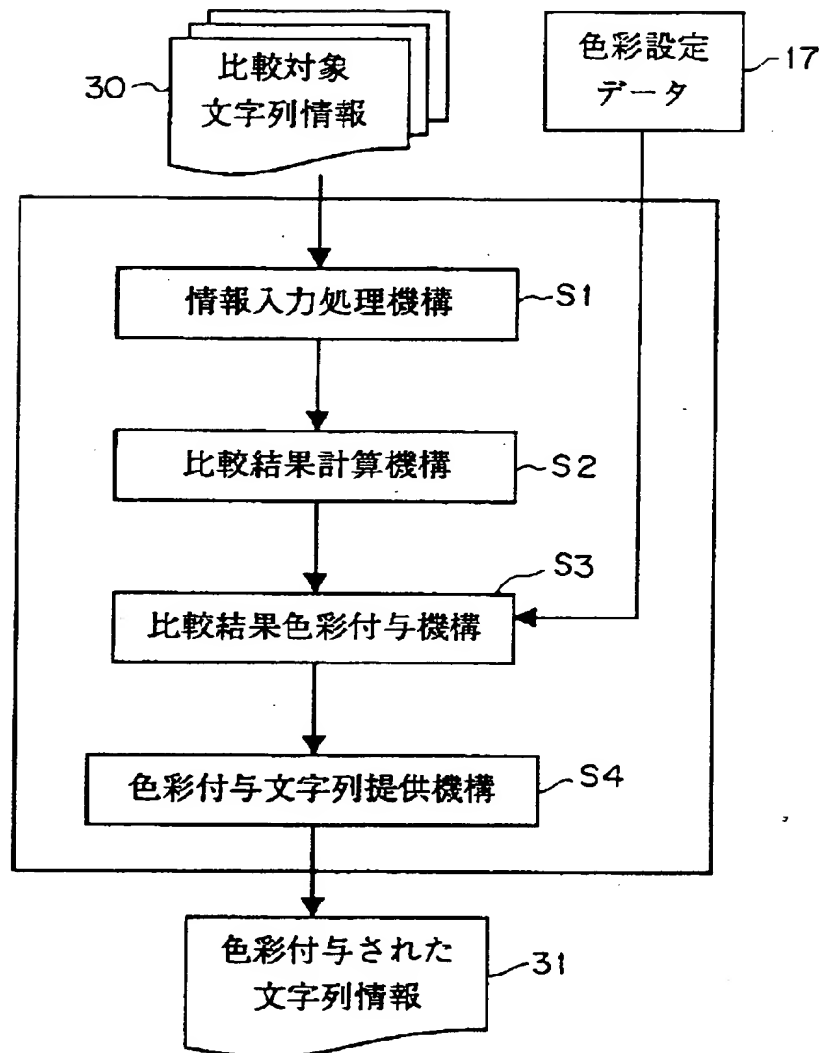 比較対象
文字列情報
30
色彩設定
データ
17
情報入力処理機構
S1
比較結果計算機構
S2
比較結果色彩付与機構
S3
色彩付与文字列提供機構
S4
色彩付与された
文字列情報
31